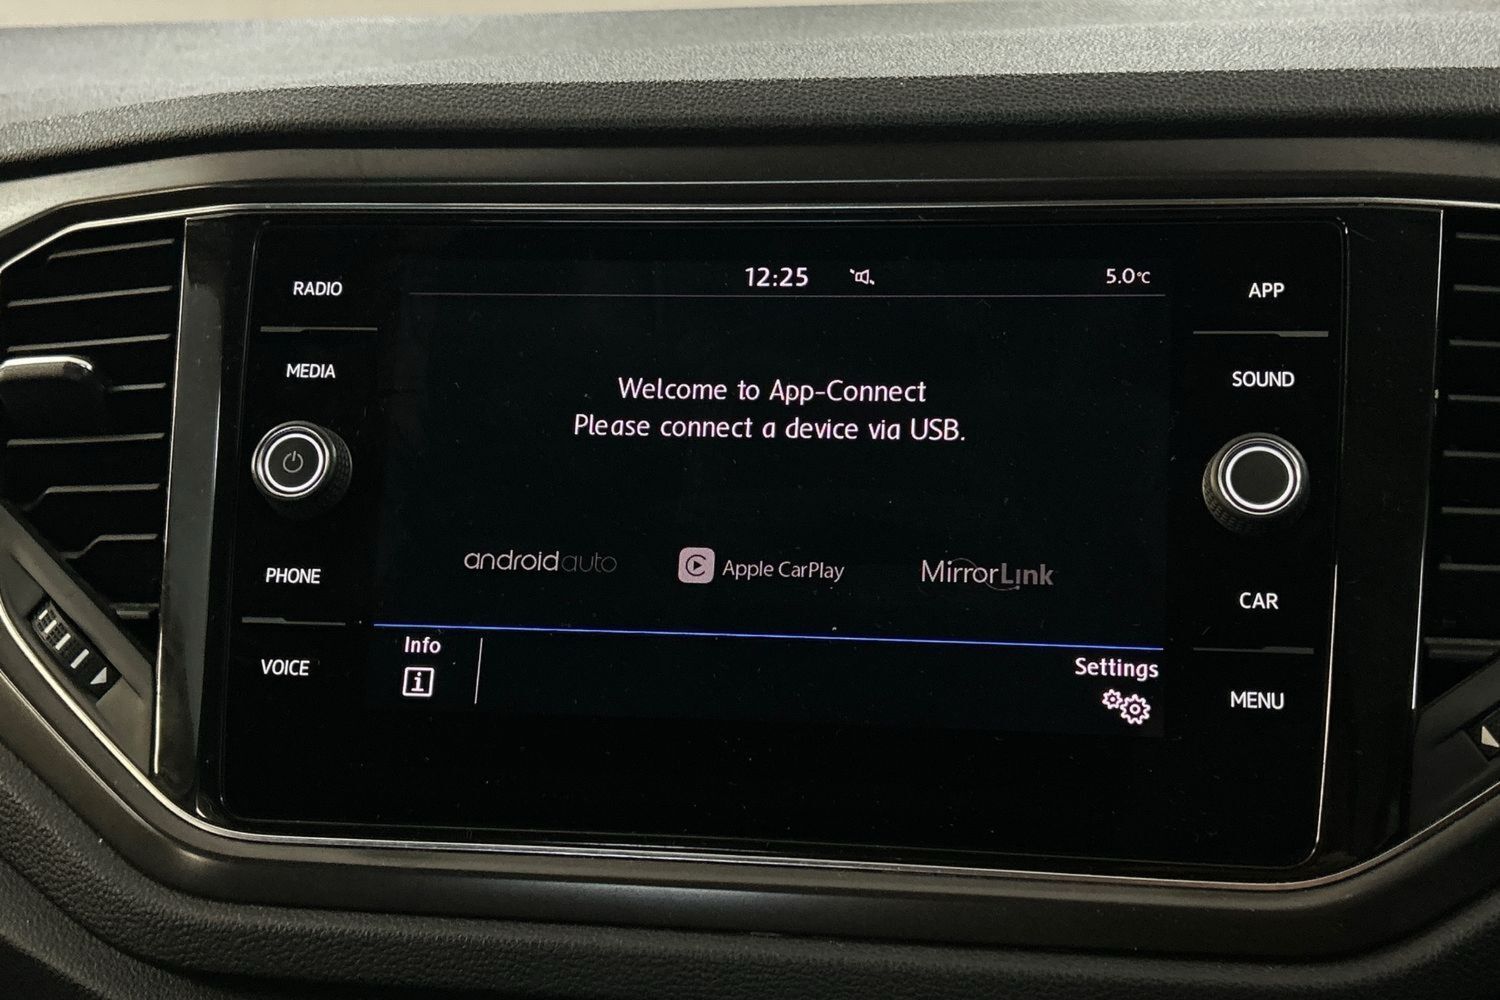 RADIO
MEDIA
PHONE
VOICE
12:25
5.0°C
Welcome to App-Connect
Please connect a device via USB.
androidauto
Apple CarPlay
MirrorLink
Info
i
Settings
APP
SOUND
CAR
MENU